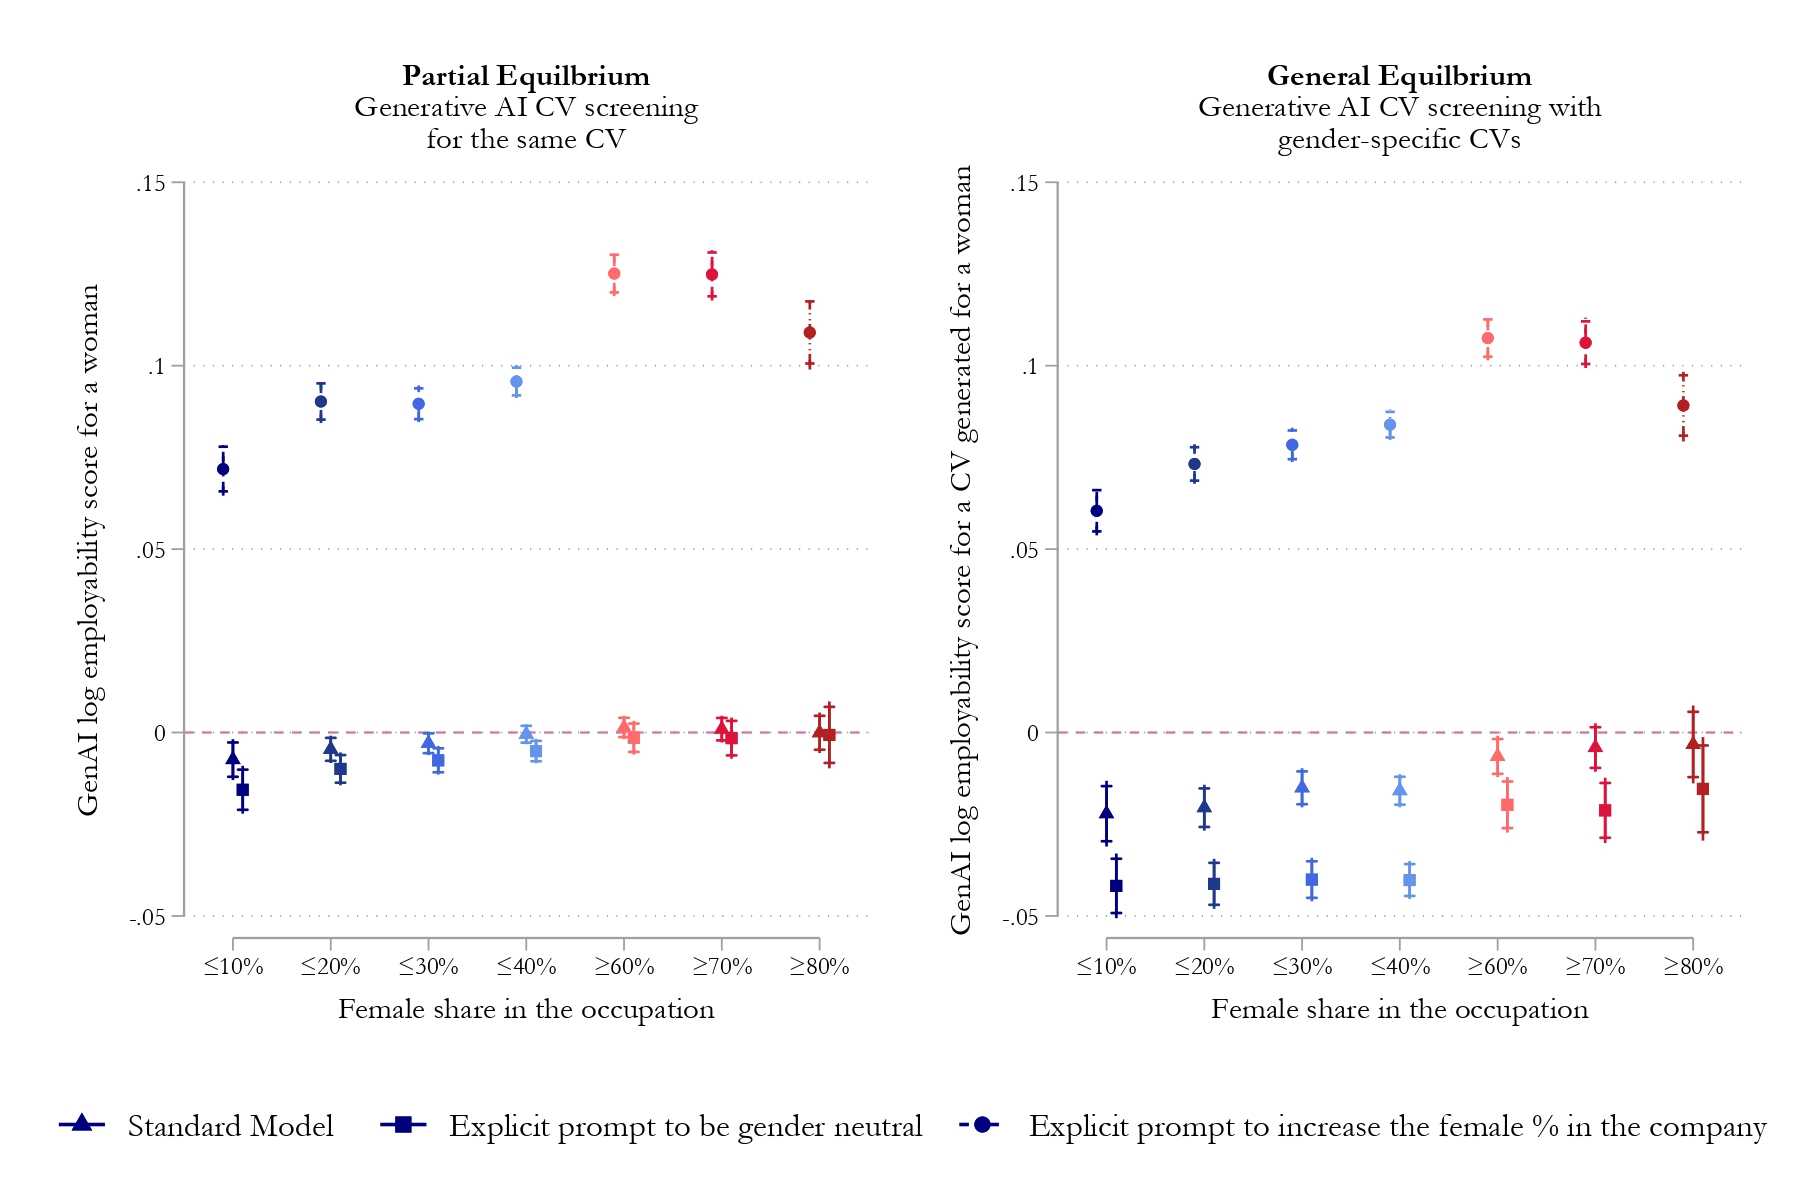 Partial Equilbrium
Generative AI CV screening
for the same CV
GenAI log employability score for a woman
.15
.1
.05
0
-.05
≤10% ≤20% ≤30% ≤40% ≥60% ≥70% ≥80%
Female share in the occupation
General Equilbrium
Generative AI CV screening with
gender-specific CVs
GenAI log employability score for a CV generated for a woman
.15
.1
.05
0
-.05
≤10% ≤20% ≤30% ≤40% ≥60% ≥70% ≥80%
Female share in the occupation
Standard Model Explicit prompt to be gender neutral Explicit prompt to increase the female % in the company